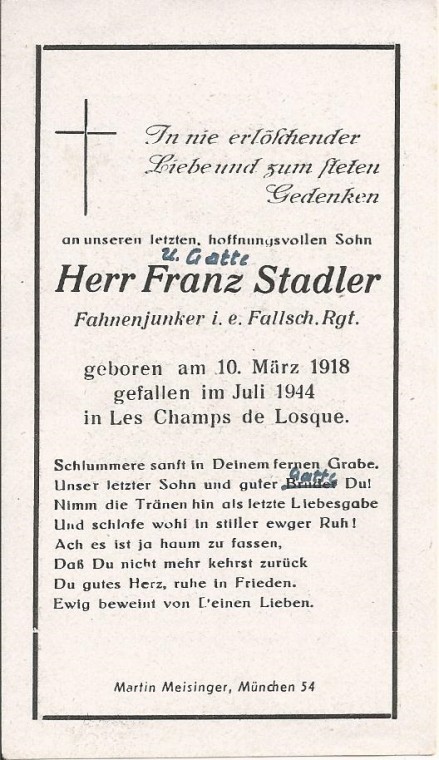 In nie erlöschender
Liebe und zum steten
Gedenken
an unseren letzten, hoffnungsvollen Sohn
u. Gatte
Herr Franz Stadler
Fahnenjunker i. e. Fallsch. Rgt.
geboren am 10. März 1918
gefallen im Juli 1944
in Les Champs de Losque.
Schlummere sanft in Deinem fernen Grabe.
Gatte
Unser letzter Sohn und guter Bruder Du!
Nimm die Tränen hin als letzte Liebesgabe
Und schlafe wohl in stiller ewger Ruh!
Ach es ist ja haum zu fassen,
Daß Du nicht mehr kehrst zurück
Du gutes Herz, ruhe in Frieden.
Ewig beweint von D'einen Lieben.
Martin Meisinger, München 54